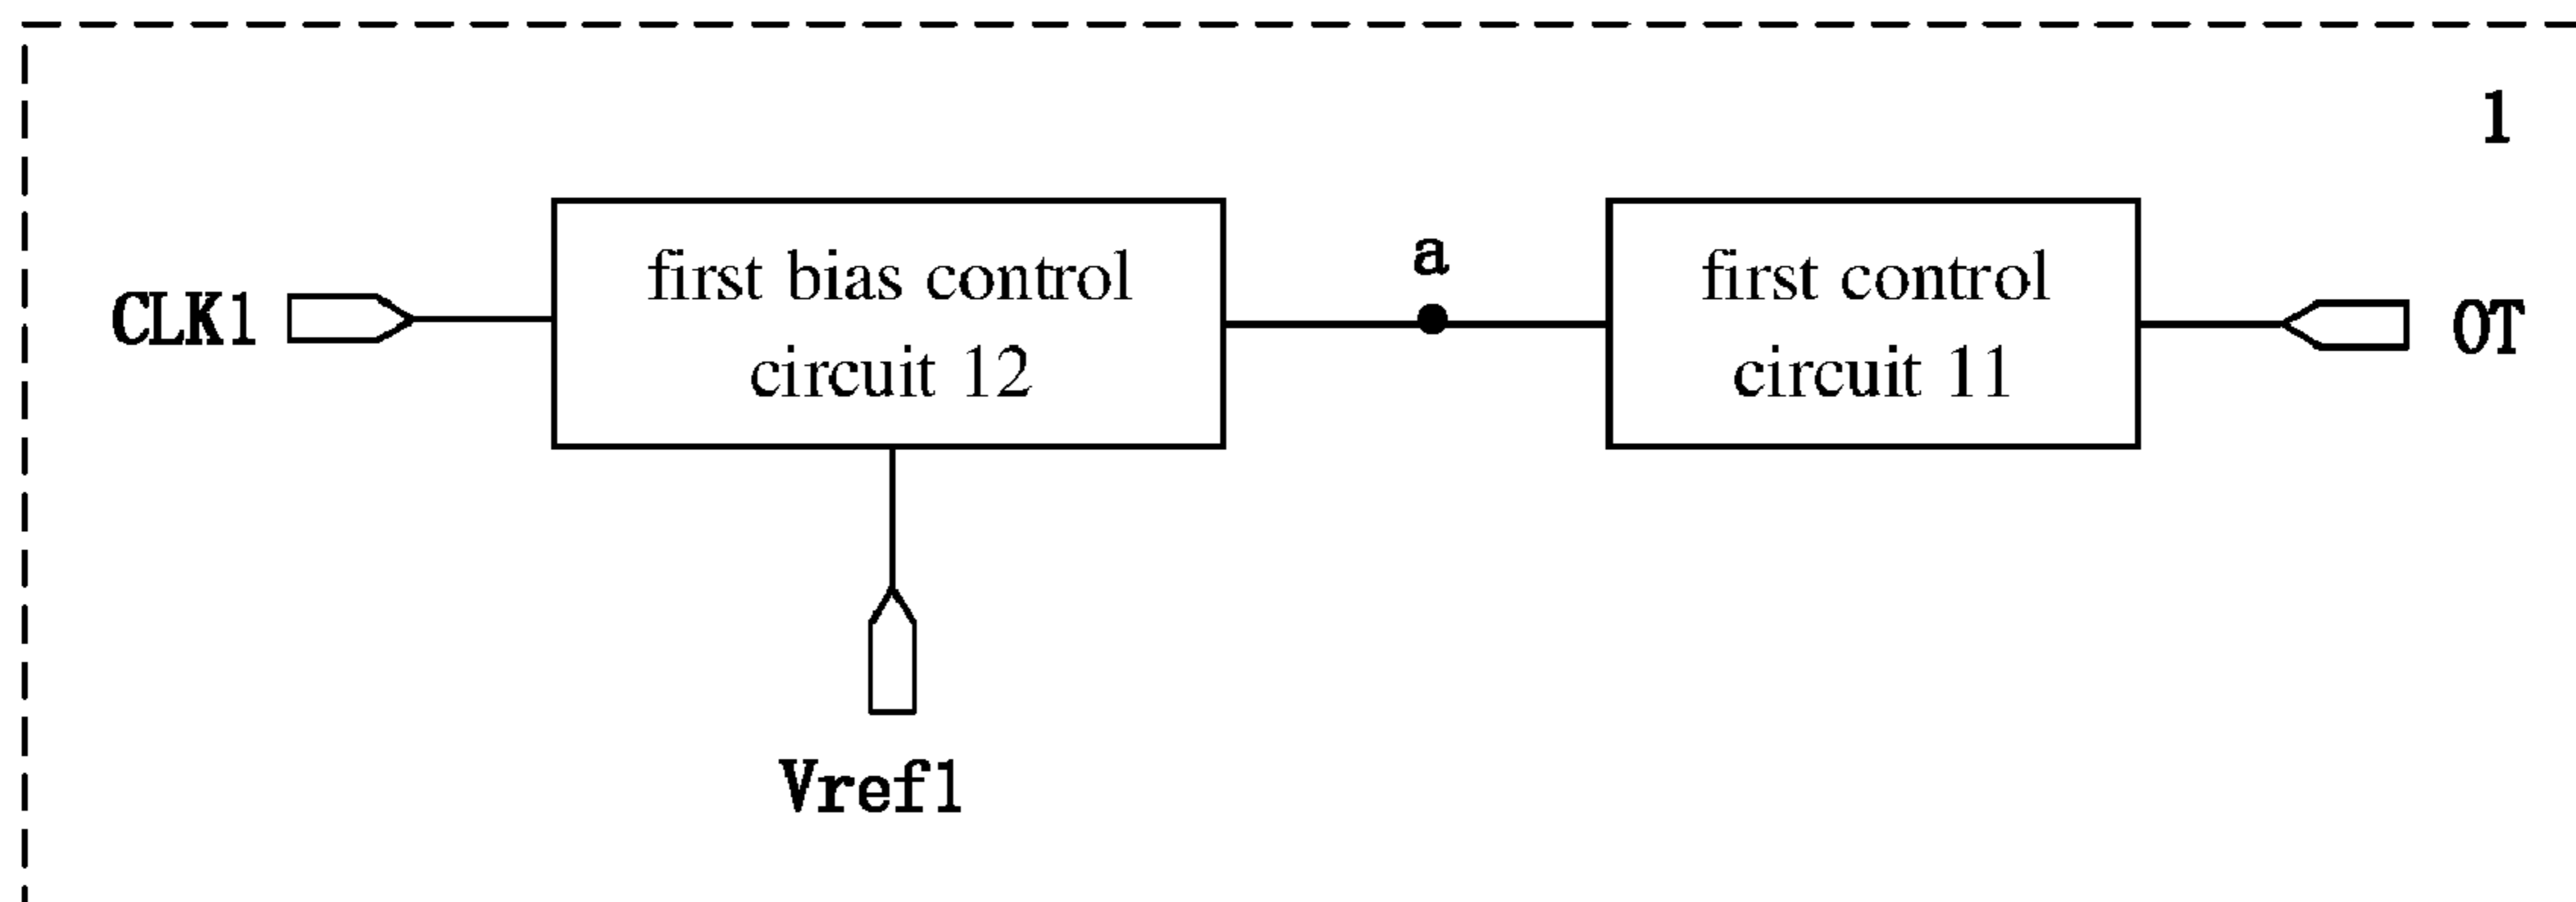 1
a
first bias control
circuit 12
first control
circuit 11
CLK1
OT
Vref1